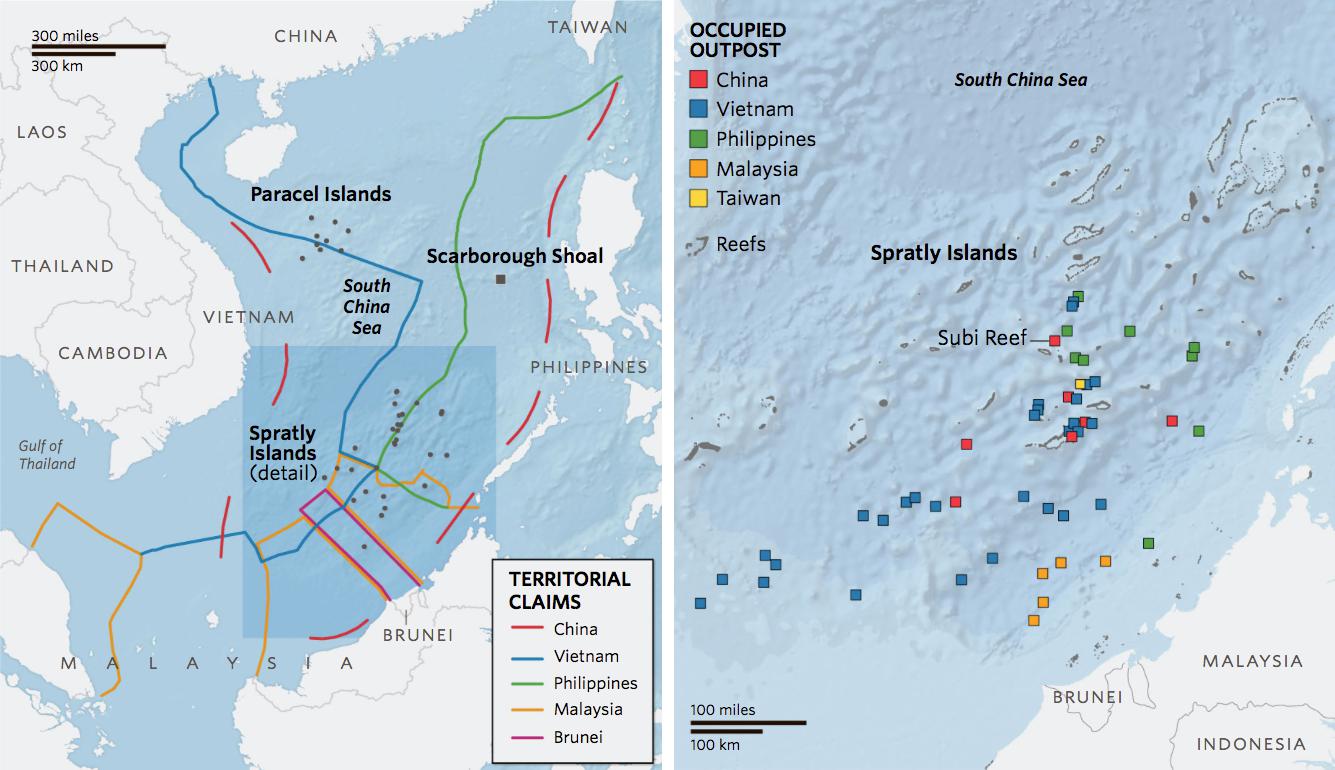 300 miles
300 km
CHINA
TAIWAN
LAOS
Paracel Islands
Scarborough Shoal
THAILAND
South
China
Sea
VIETNAM
CAMBODIA
PHILIPPINES
Gulf of
Thailand
Spratly
Islands
(detail)
BRUNEI
MALAYSIA
TERRITORIAL
CLAIMS
China
Vietnam
Philippines
Malaysia
Brunei
OCCUPIED
OUTPOST
China
Vietnam
Philippines
Malaysia
Taiwan
Reefs
South China Sea
Spratly Islands
Subi Reef
MALAYSIA
BRUNEI
INDONESIA
100 miles
100 km